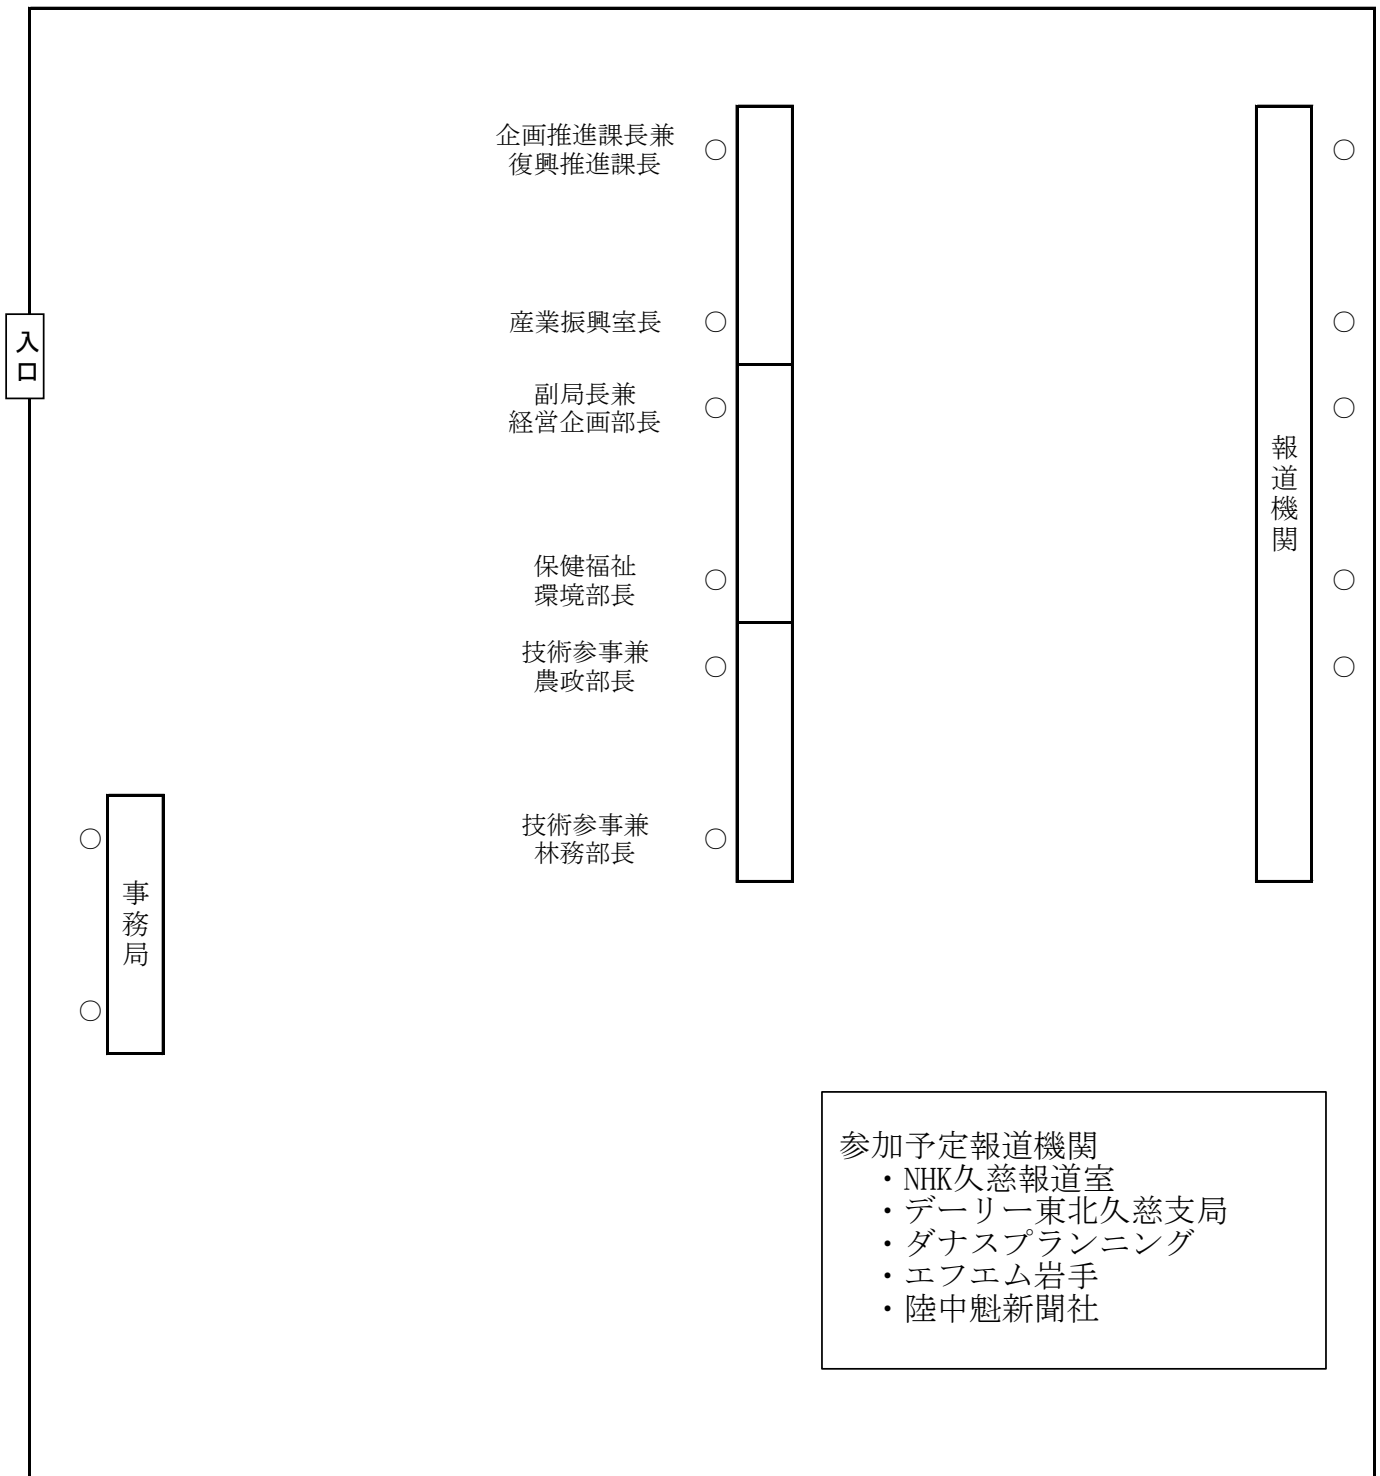 企画推進課長兼
復興推進課長
○
○
産業振興室長
○
○
入口
副局長兼
経営企画部長
○
○
報道機関
保健福祉
環境部長
○
○
技術参事兼
農政部長
○
○
技術参事兼
林務部長
○
○
事務局
○
参加予定報道機関
・NHK久慈報道室
・デーリー東北久慈支局
・ダナスプランニング
・エフエム岩手
・陸中魁新聞社